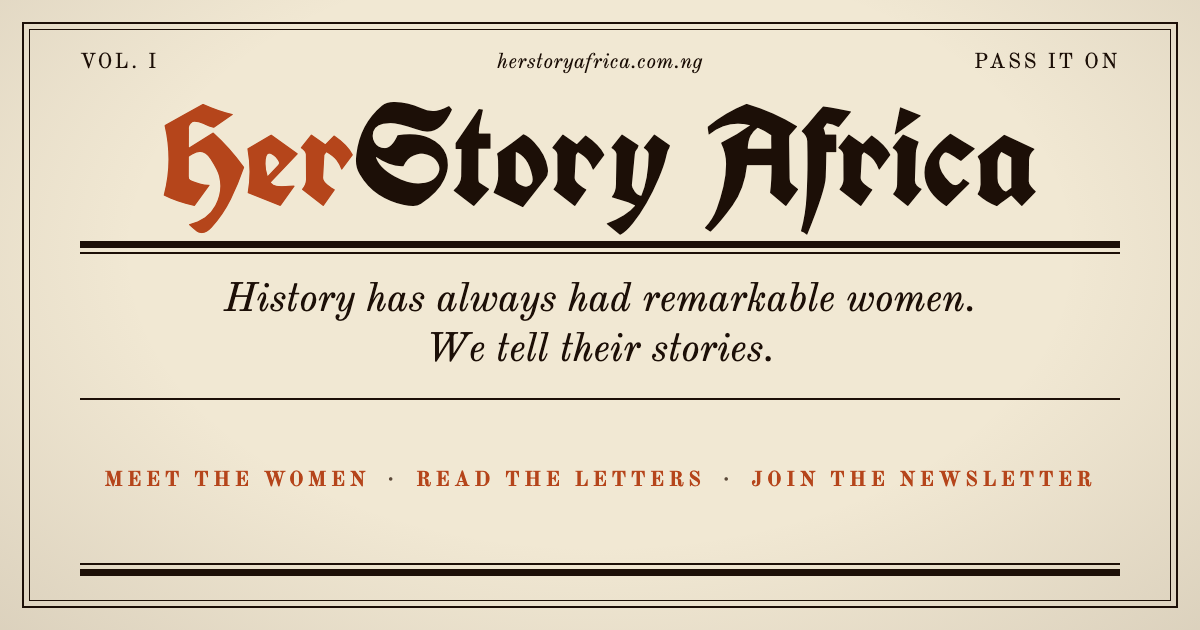 VOL. I
herstoryafrica.com.ng
PASS IT ON
HerStory Africa
History has always had remarkable women.
We tell their stories.
MEET THE WOMEN · READ THE LETTERS · JOIN THE NEWSLETTER